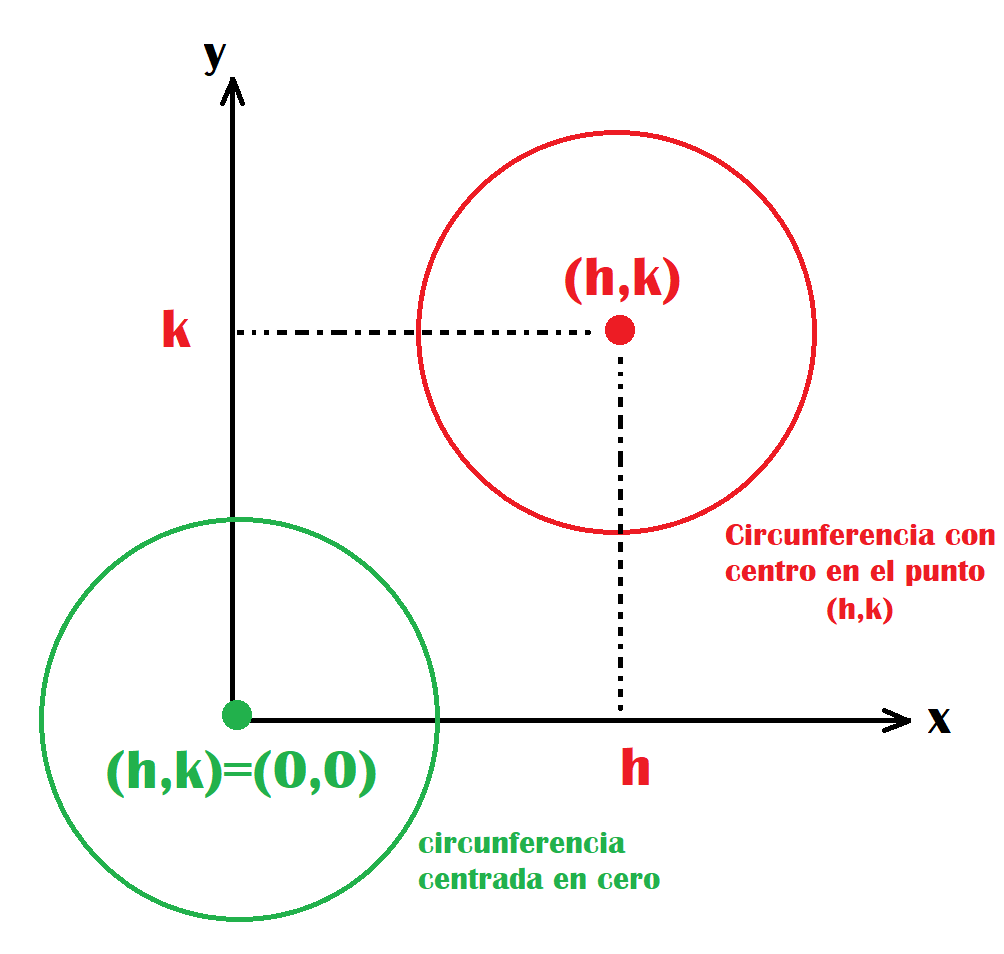 y
(h,k)
k
Circunferencia con
centro en el punto
(h,k)
x
(h,k)=(0,0)
h
circunferencia
centrada en cero